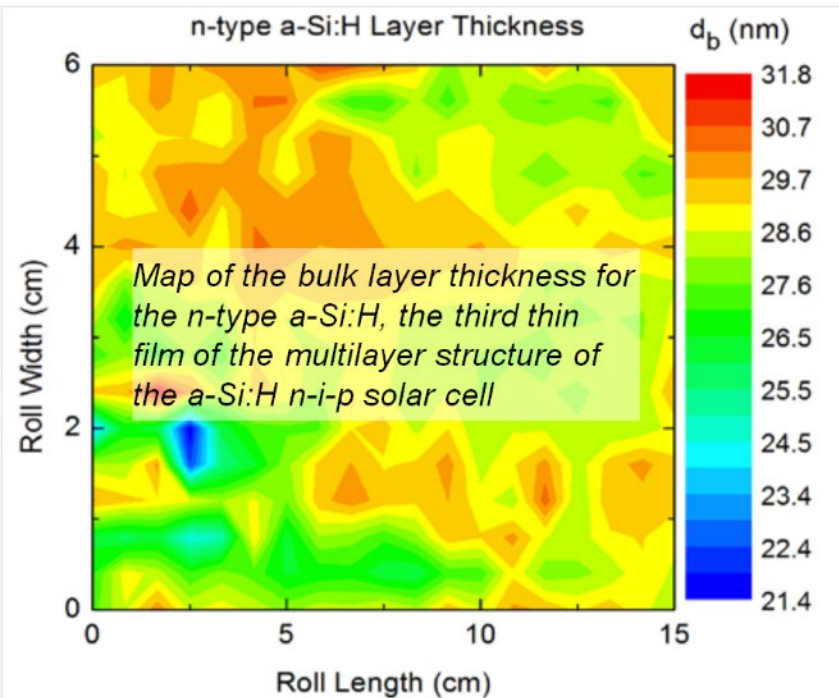 n-type a-Si:H Layer Thickness
d_b (nm)
6
4
2
0
Roll Width (cm)
Map of the bulk layer thickness for
the n-type a-Si:H, the third thin
film of the multilayer structure of
the a-Si:H n-i-p solar cell
31.8
30.7
29.7
28.6
27.6
26.5
25.5
24.5
23.4
22.4
21.4
0
5
10
15
Roll Length (cm)